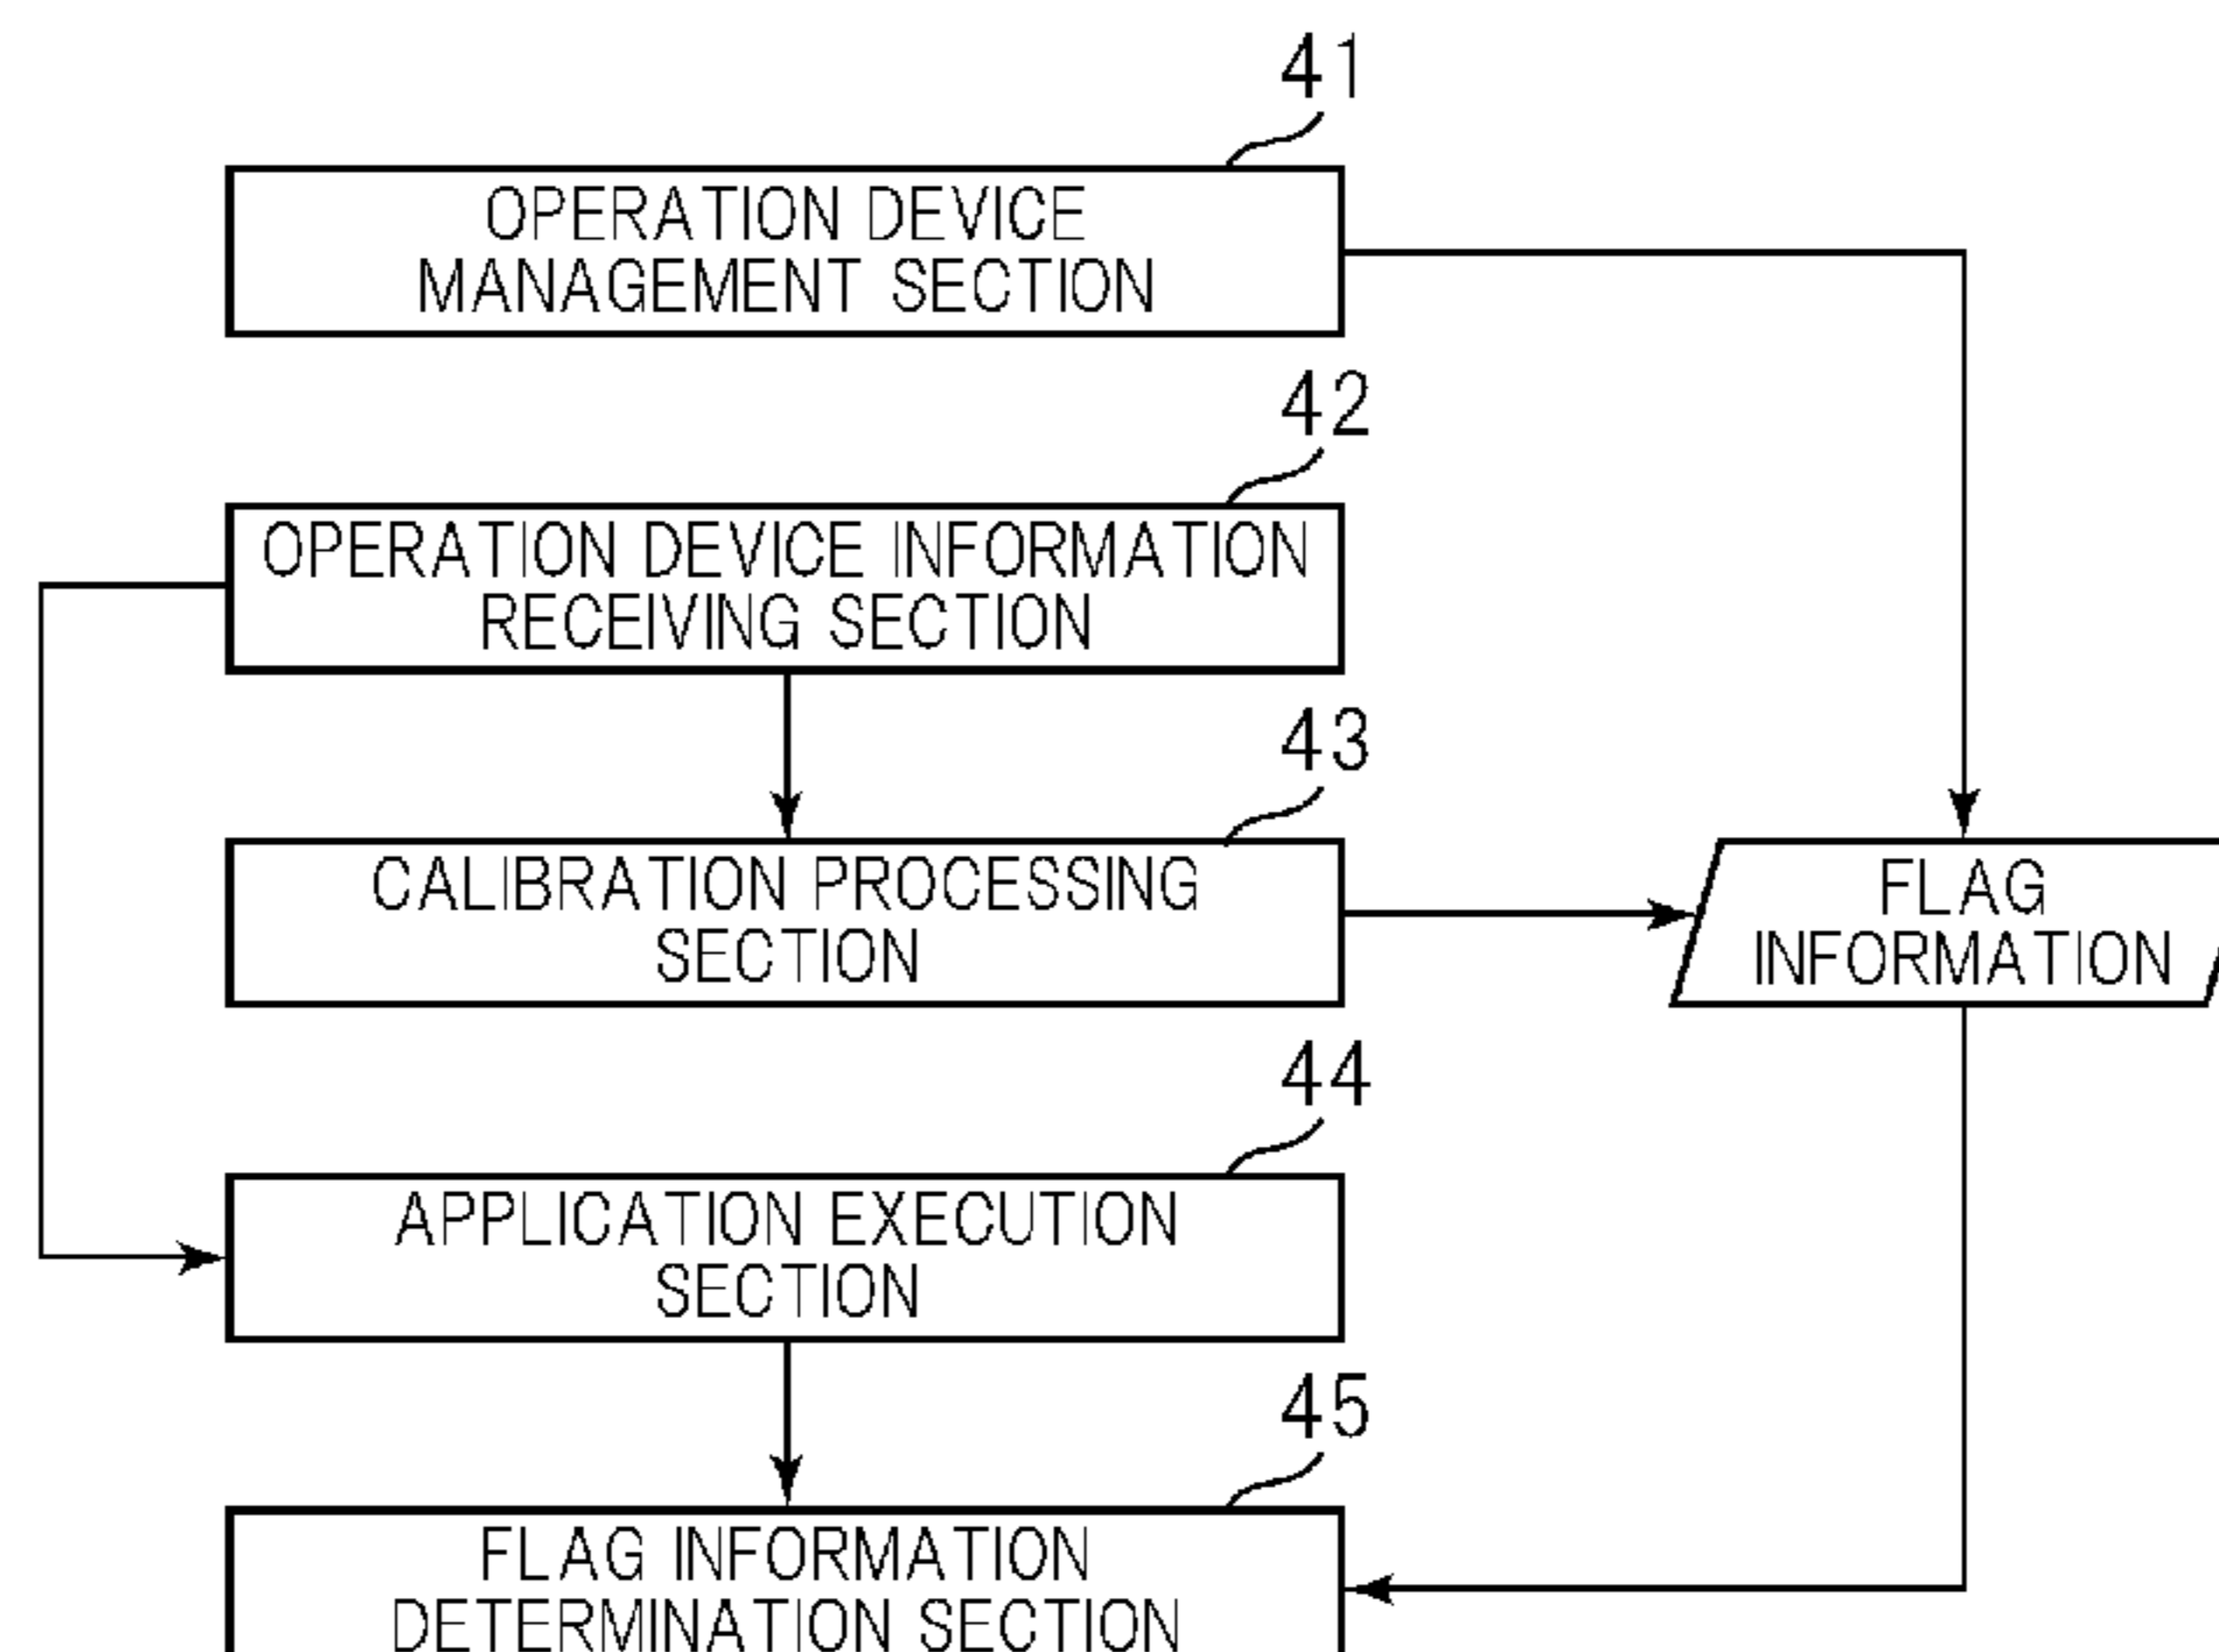 41
OPERATION DEVICE
MANAGEMENT SECTION
42
OPERATION DEVICE INFORMATION
RECEIVING SECTION
43
CALIBRATION PROCESSING
SECTION
FLAG
INFORMATION
44
APPLICATION EXECUTION
SECTION
45
FLAG INFORMATION
DETERMINATION SECTION